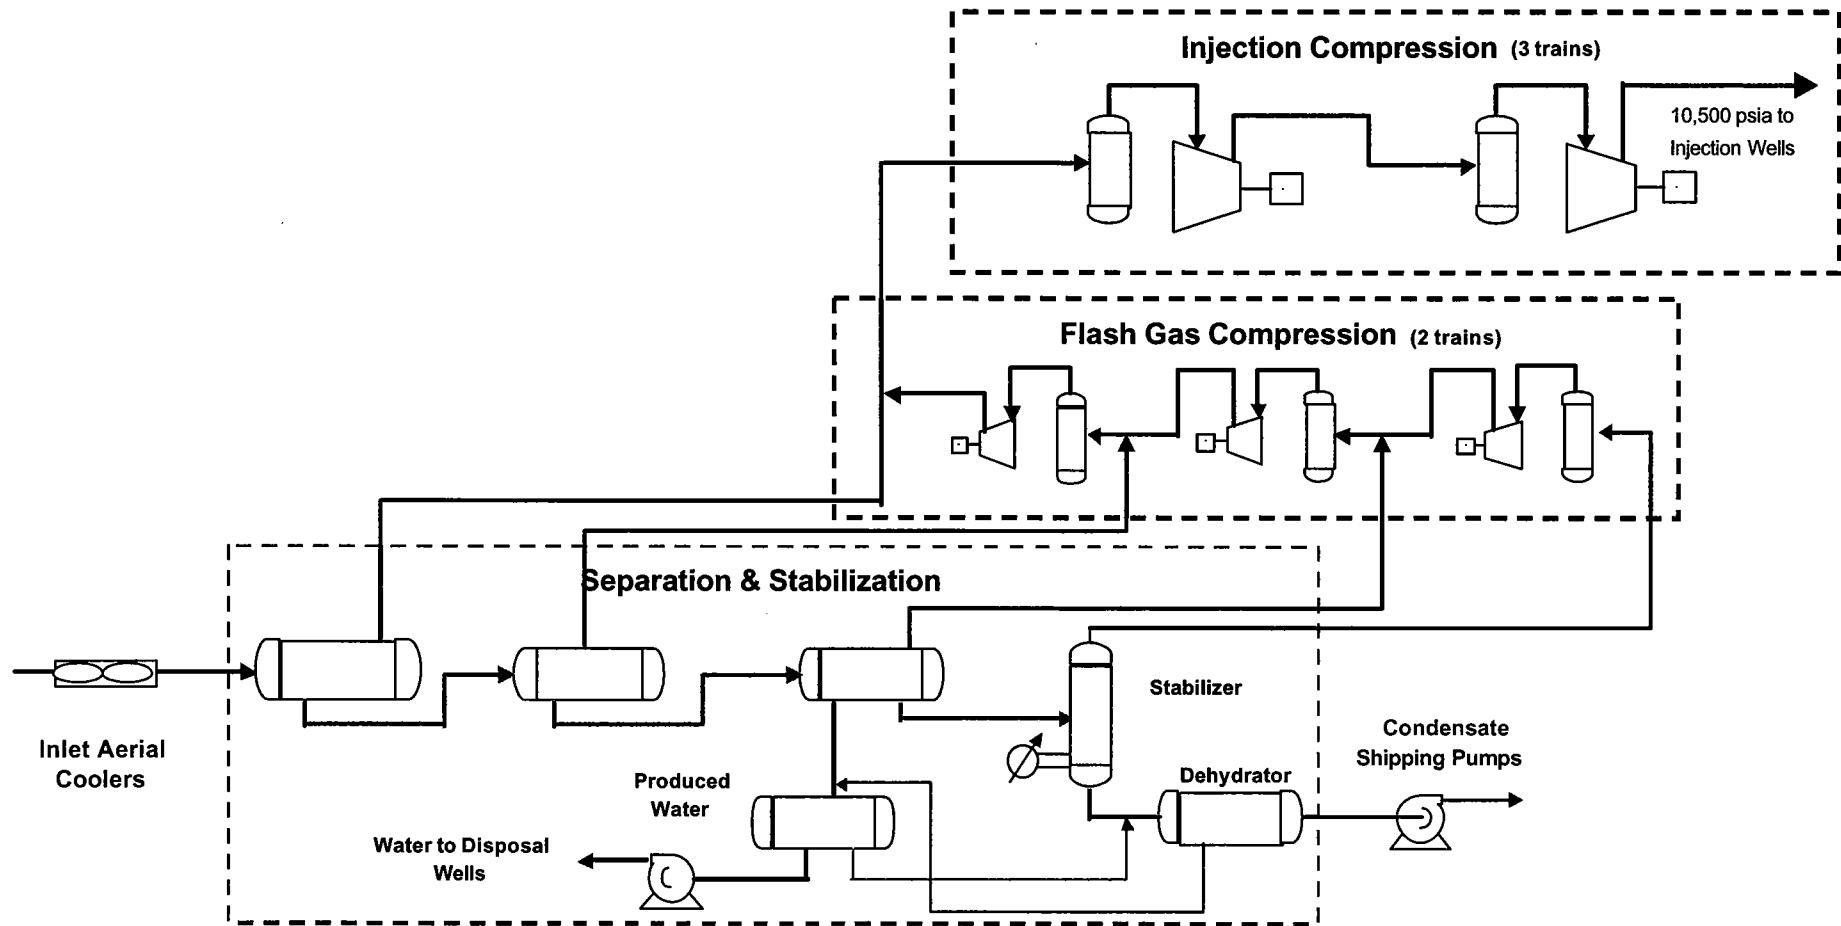 Injection Compression (3 trains)
10,500 psia to
Injection Wells
Flash Gas Compression (2 trains)
Separation & Stabilization
Stabilizer
Inlet Aerial
Coolers
Condensate
Shipping Pumps
Produced
Water
Dehydrator
Water to Disposal
Wells